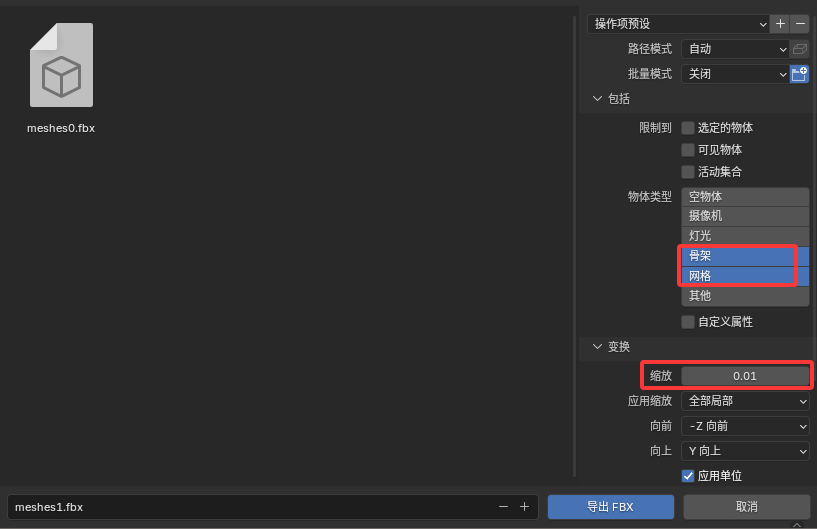 meshes0.fbx
操作项预设
路径模式 自动
批量模式 关闭
包括
限制到 选定的物体
可见物体
活动集合
物体类型 空物体
摄像机
灯光
骨架
网格
其他
自定义属性
变换
缩放 0.01
应用缩放 全部局部
向前 -Z 向前
向上 Y 向上
应用单位
meshes1.fbx
导出 FBX
取消